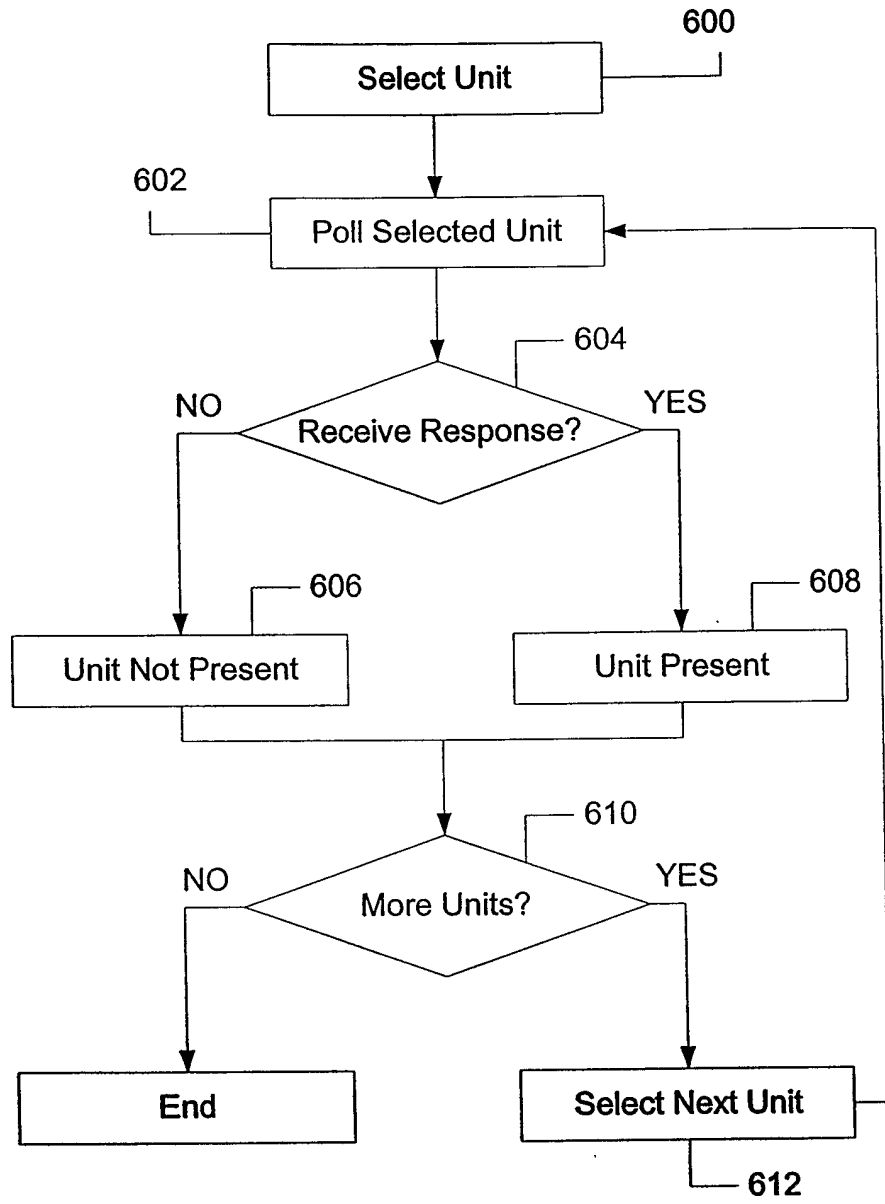 600
Select Unit
602
Poll Selected Unit
604
NO
YES
Receive Response?
606
608
Unit Not Present
Unit Present
610
NO
YES
More Units?
End
Select Next Unit
612